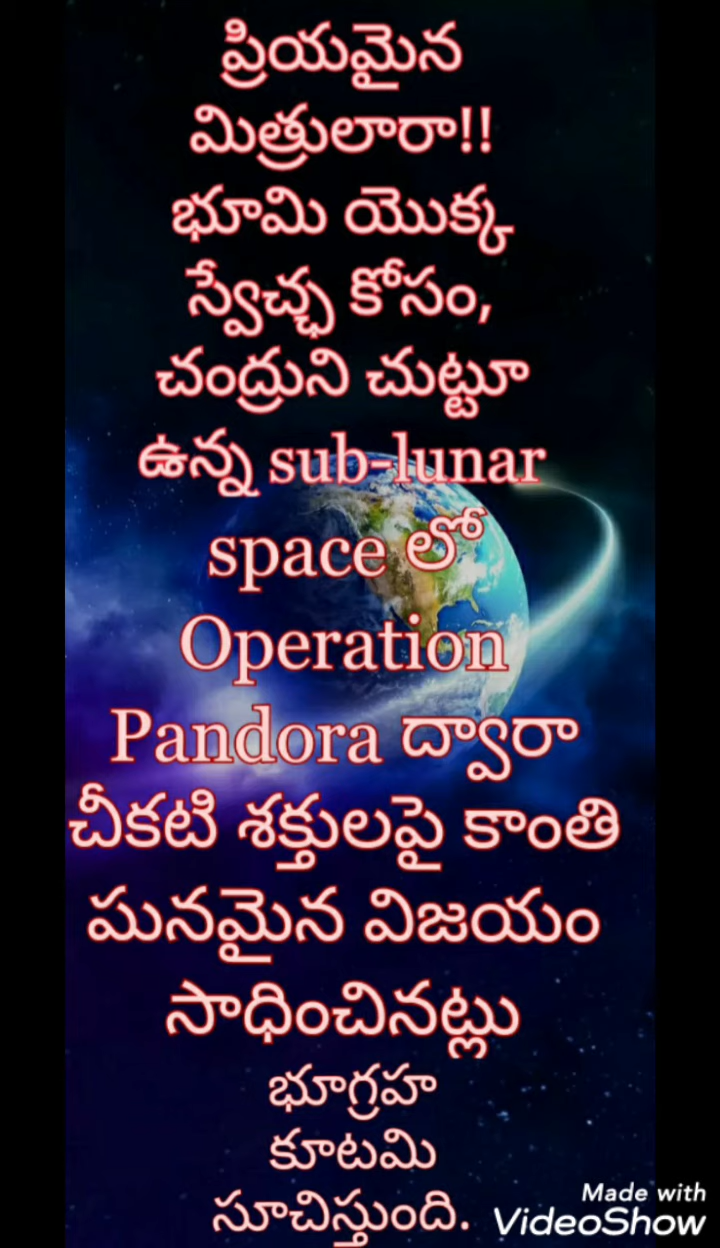 ప్రియమైన
మిత్రులారా!!
భూమి యొక్క
స్వేచ్ఛ కోసం,
చంద్రుని చుట్టూ
ఉన్న sub-lunar
space లో
Operation
Pandora ద్వారా
చీకటి శక్తులపై కాంతి
ఘనమైన విజయం
సాధించినట్లు
భూగ్రహ
కూటమి
సూచిస్తుంది.
Made with
VideoShow